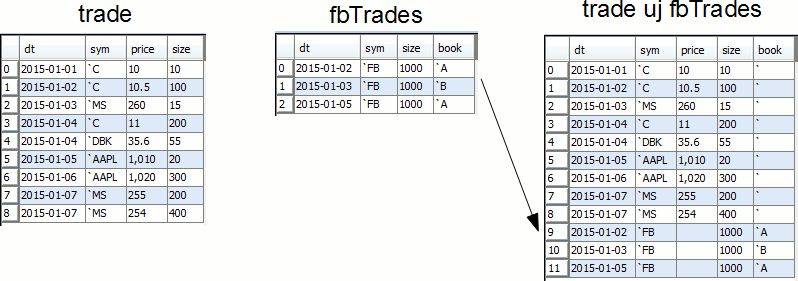 trade
dt sym price size
0 2015-01-01 `C 10 10
1 2015-01-02 `C 10.5 100
2 2015-01-03 `MS 260 15
3 2015-01-04 `C 11 200
4 2015-01-04 `DBK 35.6 55
5 2015-01-05 `AAPL 1,010 20
6 2015-01-06 `AAPL 1,020 300
7 2015-01-07 `MS 255 200
8 2015-01-07 `MS 254 400
fbTrades
dt sym size book
0 2015-01-02 `FB 1000 `A
1 2015-01-03 `FB 1000 `B
2 2015-01-05 `FB 1000 `A
trade uj fbTrades
dt sym price size book
0 2015-01-01 `C 10 10 `
1 2015-01-02 `C 10.5 100 `
2 2015-01-03 `MS 260 15 `
3 2015-01-04 `C 11 200 `
4 2015-01-04 `DBK 35.6 55 `
5 2015-01-05 `AAPL 1,010 20 `
6 2015-01-06 `AAPL 1,020 300 `
7 2015-01-07 `MS 255 200 `
8 2015-01-07 `MS 254 400 `
9 2015-01-02 `FB 1000 `A
10 2015-01-03 `FB 1000 `B
11 2015-01-05 `FB 1000 `A